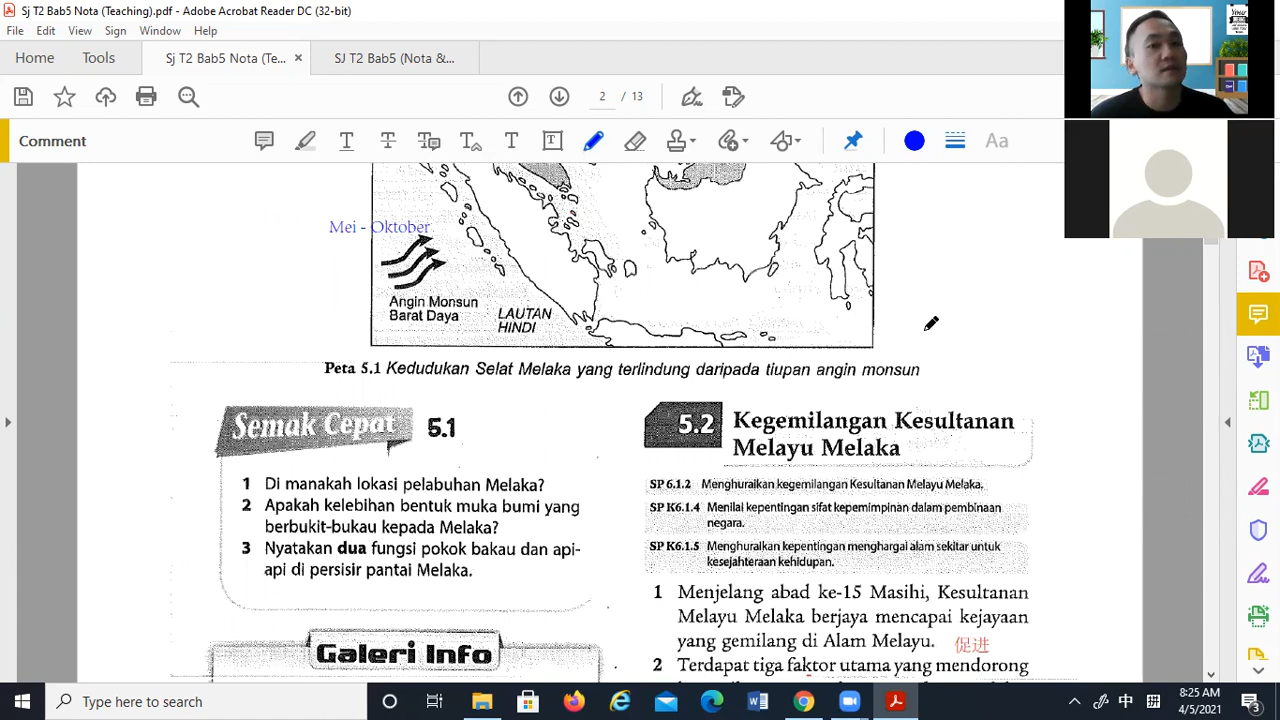 Sj T2 Bab5 Nota (Teaching).pdf - Adobe Acrobat Reader DC (32-bit)
File Edit View Sign Window Help
Home Tools Sj T2 Bab5 Nota (Te... × SJ T2 Bab5 (Nota &...
2 / 13
Comment
Aa
Mei - Oktober
Angin Monsun
Barat Daya
LAUTAN
HINDI
Peta 5.1 Kedudukan Selat Melaka yang terlindung daripada tiupan angin monsun
Semak Cepat 5.1
1 Di manakah lokasi pelabuhan Melaka?
2 Apakah kelebihan bentuk muka bumi yang
berbukit-bukau kepada Melaka?
3 Nyatakan dua fungsi pokok bakau dan api-
api di persisir pantai Melaka.
Galeri Info
5.2 Kegemilangan Kesultanan
Melayu Melaka
SP 6.1.2 Menghuraikan kegemilangan Kesultanan Melayu Melaka.
SP K6.1.4 Menilai kepentingan sifat kepemimpinan dalam pembinaan
negara.
SP K6.1.5 Menghuraikan kepentingan menghargai alam sekitar untuk
kesejahteraan kehidupan.
1 Menjelang abad ke-15 Masihi, Kesultanan
Melayu Melaka berjaya mencapai kejayaan
yang gemilang di Alam Melayu.
促进
2 Terdapat tiga faktor utama yang mendorong
Type here to search
中 拼
8:25 AM
4/5/2021
3